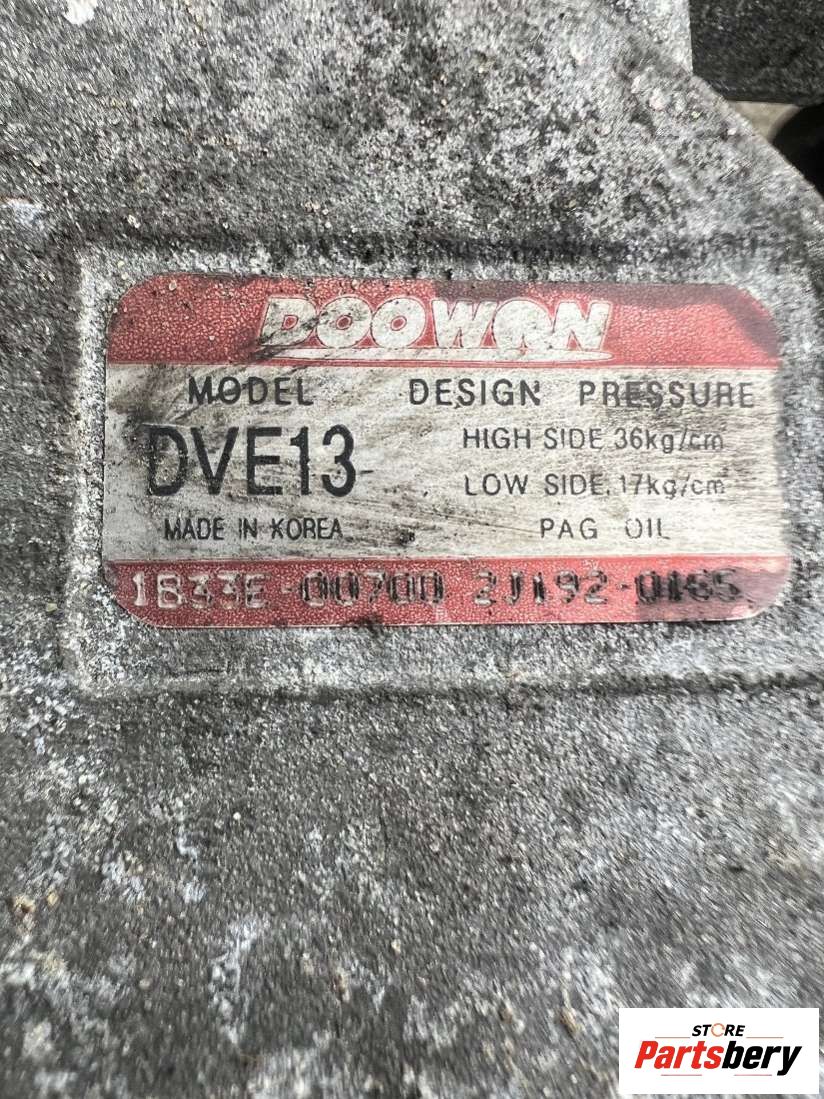 DOOWON
MODEL DESIGN PRESSURE
DVE13 HIGH SIDE 36kg/cm
LOW SIDE 17kg/cm
MADE IN KOREA PAG OIL
1B33E-00700 2J192-0165
STORE
Partsbery